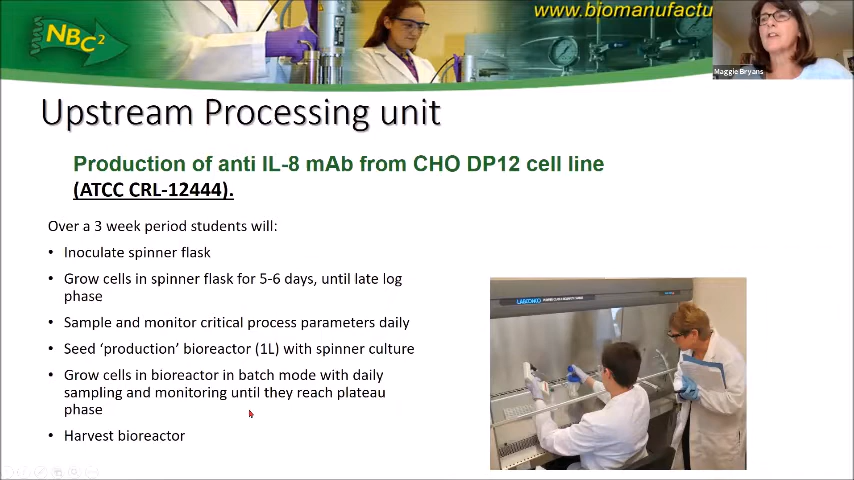 www.biomanufactu
NBC²
Maggie Bryans
Upstream Processing unit
Production of anti IL-8 mAb from CHO DP12 cell line
(ATCC CRL-12444).
Over a 3 week period students will:
• Inoculate spinner flask
• Grow cells in spinner flask for 5-6 days, until late log
phase
• Sample and monitor critical process parameters daily
• Seed ‘production’ bioreactor (1L) with spinner culture
• Grow cells in bioreactor in batch mode with daily
sampling and monitoring until they reach plateau
phase
• Harvest bioreactor
LABCONCO